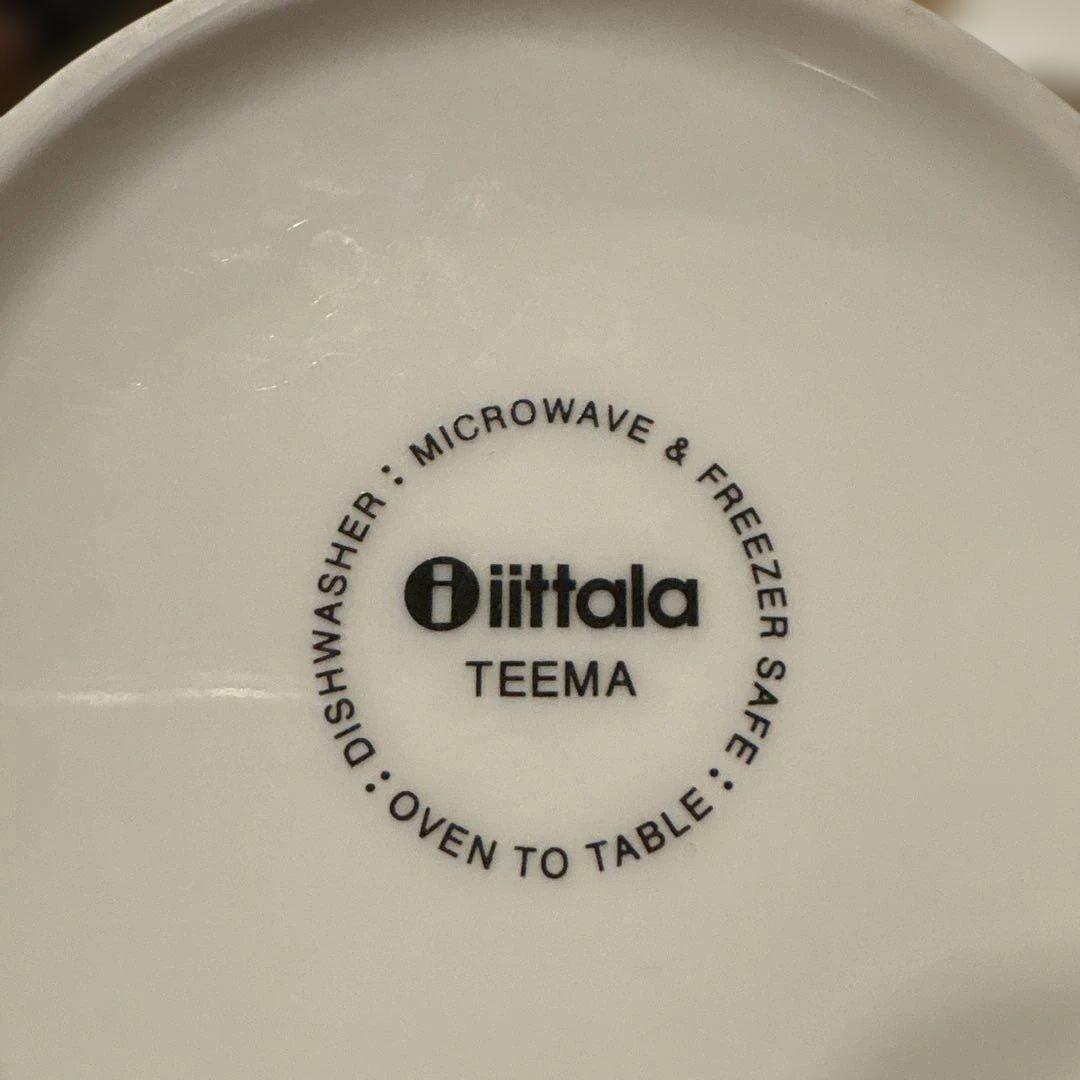 DISHWASHER : MICROWAVE & FREEZER SAFE : OVEN TO TABLE :
i iittala
TEEMA